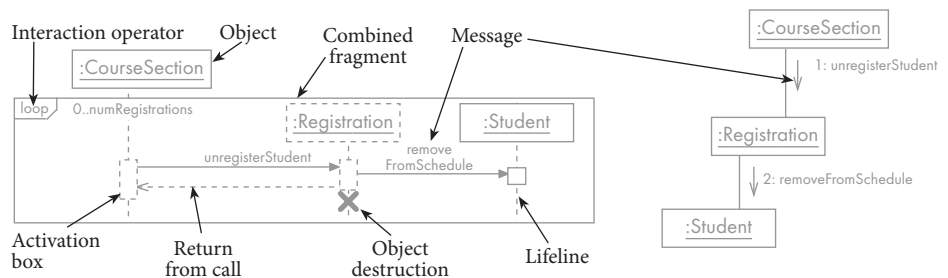 Interaction operator
Object
:CourseSection
Combined
fragment
Message
:CourseSection
1: unregisterStudent
loop
0..numRegistrations
:Registration
:Student
:Registration
unregisterStudent
remove
FromSchedule
2: removeFromSchedule
:Student
Activation
box
Return
from call
Object
destruction
Lifeline